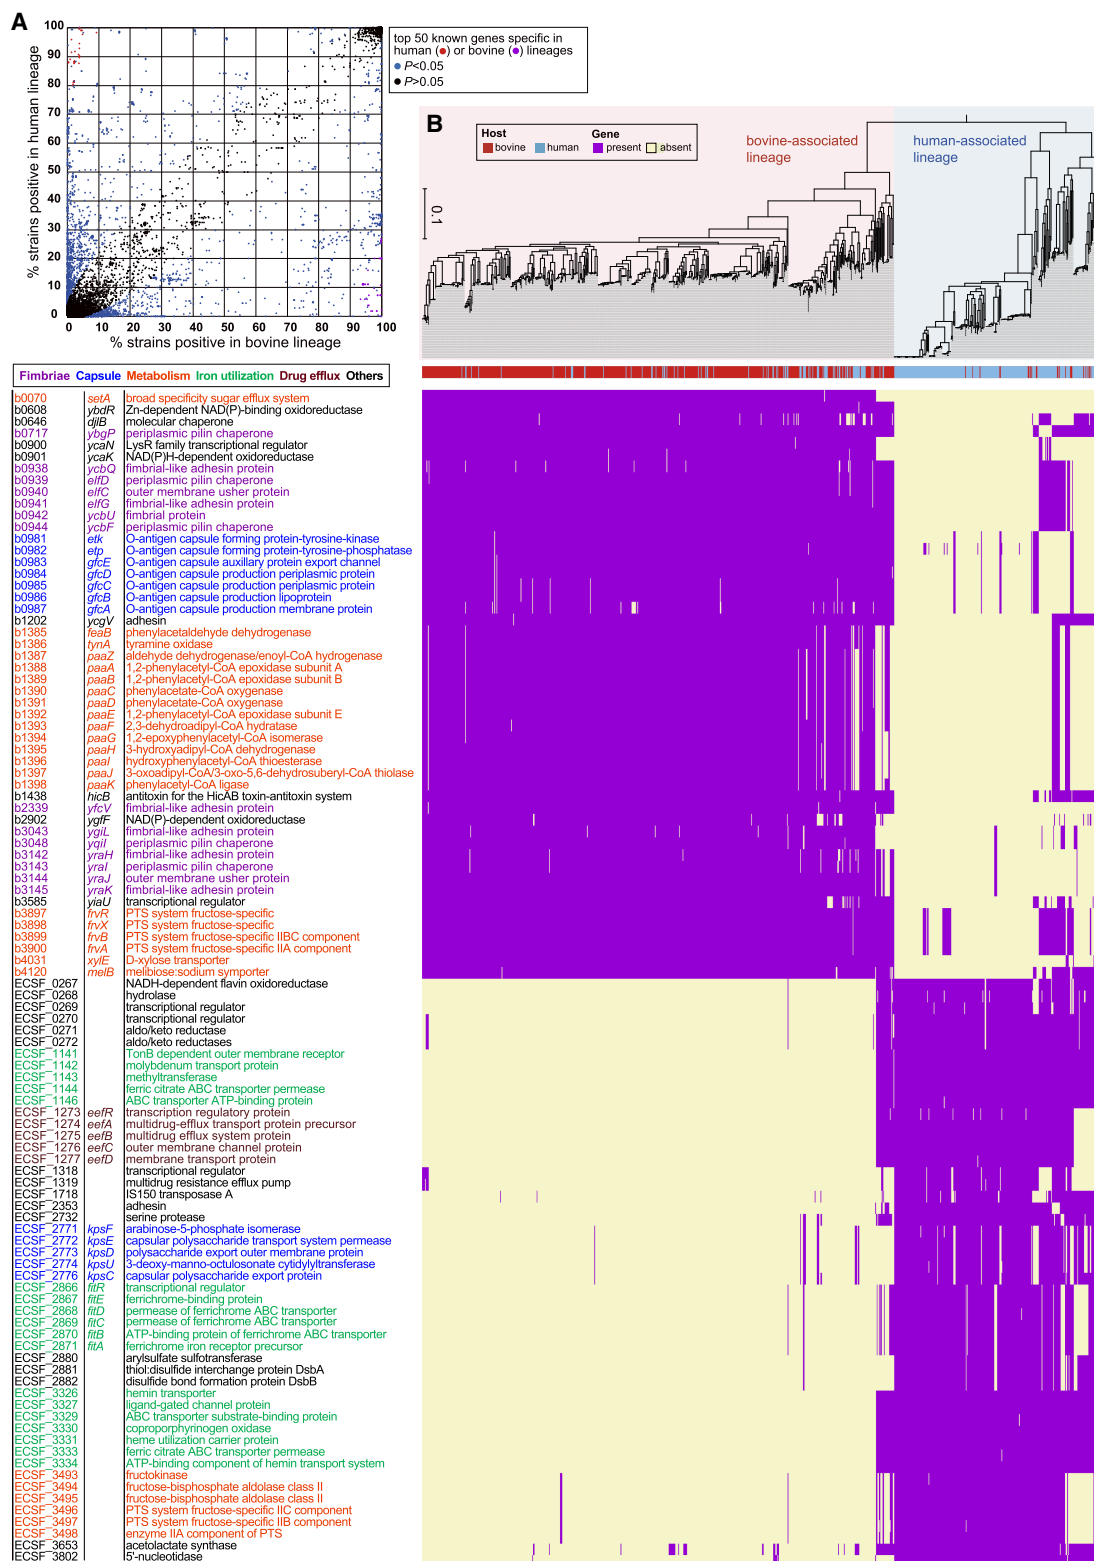 A
100
90
80
70
60
50
40
30
20
10
0
% strains positive in human lineage
0 10 20 30 40 50 60 70 80 90 100
% strains positive in bovine lineage
top 50 known genes specific in
human (●) or bovine (●) lineages
P<0.05
P>0.05
B
Host Gene
bovine human present absent
bovine-associated
lineage
human-associated
lineage
0.1
Fimbriae Capsule Metabolism Iron utilization Drug efflux Others
b0070 setA broad specificity sugar efflux system
b0608 ybdR Zn-dependent NAD(P)-binding oxidoreductase
b0646 djlB molecular chaperone
b0717 ybgP periplasmic pilin chaperone
b0900 ycaN LysR family transcriptional regulator
b0901 ycaK NAD(P)H-dependent oxidoreductase
b0938 ycbQ fimbrial-like adhesin protein
b0939 elfD periplasmic pilin chaperone
b0940 elfC outer membrane usher protein
b0941 elfG fimbrial-like adhesin protein
b0942 ycbU fimbrial protein
b0944 ycbF periplasmic pilin chaperone
b0981 etk O-antigen capsule forming protein-tyrosine-kinase
b0982 etp O-antigen capsule forming protein-tyrosine-phosphatase
b0983 gfcE O-antigen capsule auxillary protein export channel
b0984 gfcD O-antigen capsule production periplasmic protein
b0985 gfcC O-antigen capsule production periplasmic protein
b0986 gfcB O-antigen capsule production lipoprotein
b0987 gfcA O-antigen capsule production membrane protein
b1202 ycgV adhesin
b1385 feaB phenylacetaldehyde dehydrogenase
b1386 tynA tyramine oxidase
b1387 paaZ aldehyde dehydrogenase/enoyl-CoA hydrogenase
b1388 paaA 1,2-phenylacetyl-CoA epoxidase subunit A
b1389 paaB 1,2-phenylacetyl-CoA epoxidase subunit B
b1390 paaC phenylacetate-CoA oxygenase
b1391 paaD phenylacetate-CoA oxygenase
b1392 paaE 1,2-phenylacetyl-CoA epoxidase subunit E
b1393 paaF 2,3-dehydroadipyl-CoA hydratase
b1394 paaG 1,2-epoxyphenylacetyl-CoA isomerase
b1395 paaH 3-hydroxyadipyl-CoA dehydrogenase
b1396 paaI hydroxyphenylacetyl-CoA thioesterase
b1397 paaJ 3-oxoadipyl-CoA/3-oxo-5,6-dehydrosuberyl-CoA thiolase
b1398 paaK phenylacetyl-CoA ligase
b1438 hicB antitoxin for the HicAB toxin-antitoxin system
b2339 yfcV fimbrial-like adhesin protein
b2902 ygfF NAD(P)-dependent oxidoreductase
b3043 ygiL fimbrial-like adhesin protein
b3048 yqiI periplasmic pilin chaperone
b3142 yraH fimbrial-like adhesin protein
b3143 yraI periplasmic pilin chaperone
b3144 yraJ outer membrane usher protein
b3145 yraK fimbrial-like adhesin protein
b3585 yiaU transcriptional regulator
b3897 frvR PTS system fructose-specific
b3898 frvX PTS system fructose-specific
b3899 frvB PTS system fructose-specific IIBC component
b3900 frvA PTS system fructose-specific IIA component
b4031 xylE D-xylose transporter
b4120 melB melibiose:sodium symporter
ECSF_0267 NADH-dependent flavin oxidoreductase
ECSF_0268 hydrolase
ECSF_0269 transcriptional regulator
ECSF_0270 transcriptional regulator
ECSF_0271 aldo/keto reductase
ECSF_0272 aldo/keto reductases
ECSF_1141 TonB dependent outer membrane receptor
ECSF_1142 molybdenum transport protein
ECSF_1143 methyltransferase
ECSF_1144 ferric citrate ABC transporter permease
ECSF_1146 ABC transporter ATP-binding protein
ECSF_1273 eefR transcription regulatory protein
ECSF_1274 eefA multidrug-efflux transport protein precursor
ECSF_1275 eefB multidrug efflux system protein
ECSF_1276 eefC outer membrane channel protein
ECSF_1277 eefD membrane transport protein
ECSF_1318 transcriptional regulator
ECSF_1319 multidrug resistance efflux pump
ECSF_1718 IS150 transposase A
ECSF_2353 adhesin
ECSF_2732 serine protease
ECSF_2771 kpsF arabinose-5-phosphate isomerase
ECSF_2772 kpsE capsular polysaccharide transport system permease
ECSF_2773 kpsD polysaccharide export outer membrane protein
ECSF_2774 kpsU 3-deoxy-manno-octulosonate cytidylyltransferase
ECSF_2776 kpsC capsular polysaccharide export protein
ECSF_2866 fitR transcriptional regulator
ECSF_2867 fitE ferrichrome-binding protein
ECSF_2868 fitD permease of ferrichrome ABC transporter
ECSF_2869 fitC permease of ferrichrome ABC transporter
ECSF_2870 fitB ATP-binding protein of ferrichrome ABC transporter
ECSF_2871 fitA ferrichrome iron receptor precursor
ECSF_2880 arylsulfate sulfotransferase
ECSF_2881 thiol:disulfide interchange protein DsbA
ECSF_2882 disulfide bond formation protein DsbB
ECSF_3326 hemin transporter
ECSF_3327 ligand-gated channel protein
ECSF_3329 ABC transporter substrate-binding protein
ECSF_3330 coproporphyrinogen oxidase
ECSF_3331 heme utilization carrier protein
ECSF_3333 ferric citrate ABC transporter permease
ECSF_3334 ATP-binding component of hemin transport system
ECSF_3493 fructokinase
ECSF_3494 fructose-bisphosphate aldolase class II
ECSF_3495 fructose-bisphosphate aldolase class II
ECSF_3496 PTS system fructose-specific IIC component
ECSF_3497 PTS system fructose-specific IIB component
ECSF_3498 enzyme IIA component of PTS
ECSF_3653 acetolactate synthase
ECSF_3802 5'-nucleotidase